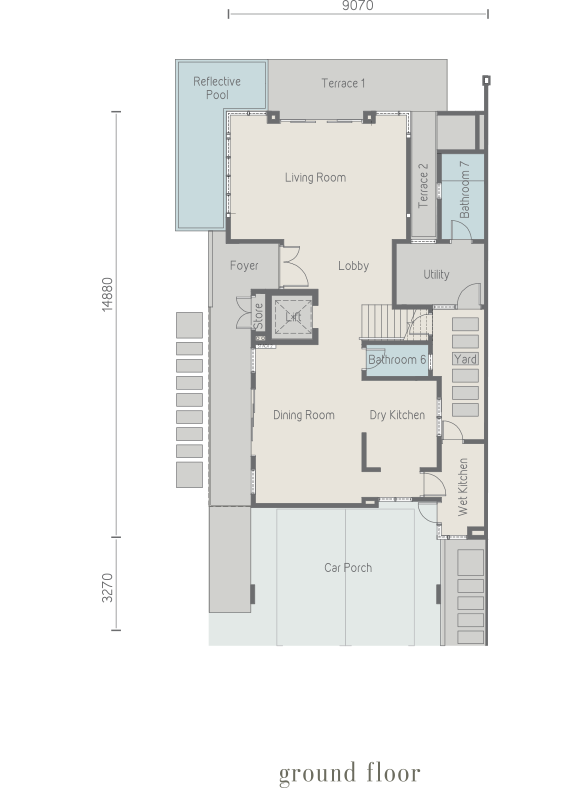 9070
Reflective
Pool
Terrace 1
Living Room
Terrace 2
Bathroom 7
Foyer
Lobby
Utility
14880
Store
Lift
Bathroom 6
Yard
Dining Room
Dry Kitchen
Wet Kitchen
Car Porch
3270
ground floor